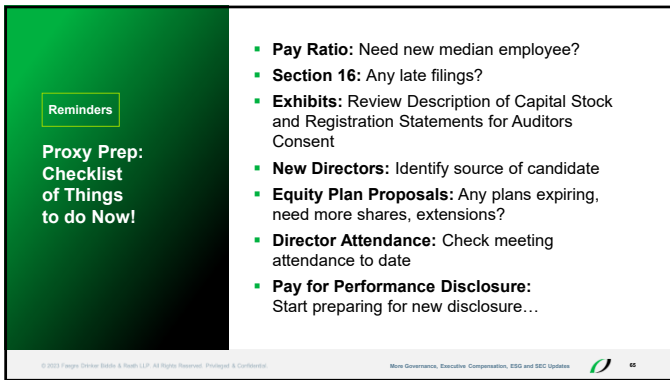 Reminders
Proxy Prep:
Checklist
of Things
to do Now!
▪ Pay Ratio: Need new median employee?
▪ Section 16: Any late filings?
▪ Exhibits: Review Description of Capital Stock
and Registration Statements for Auditors
Consent
▪ New Directors: Identify source of candidate
▪ Equity Plan Proposals: Any plans expiring,
need more shares, extensions?
▪ Director Attendance: Check meeting
attendance to date
▪ Pay for Performance Disclosure:
Start preparing for new disclosure…
© 2023 Faegre Drinker Biddle & Reath LLP. All Rights Reserved. Privileged & Confidential.
More Governance, Executive Compensation, ESG and SEC Updates
65